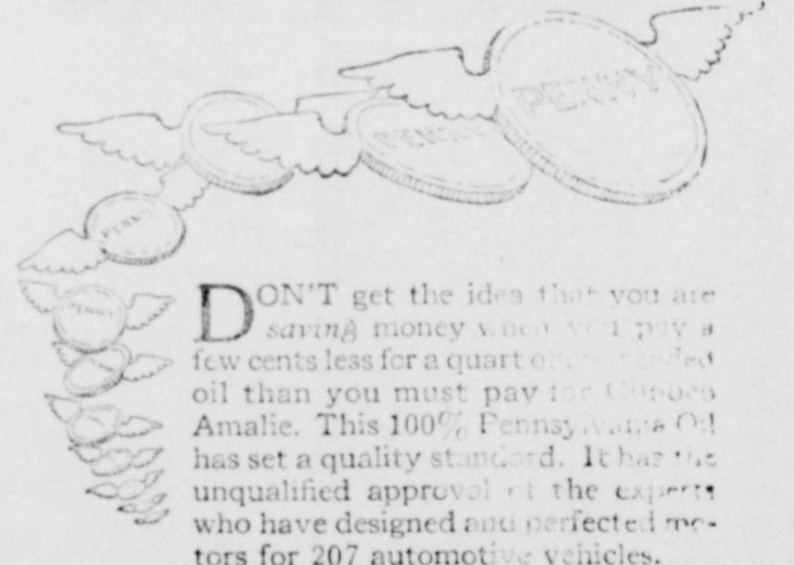 PENNY
PENNY
PENNY
PENNY
DON'T get the idea that you are
saving money when you pay a
few cents less for a quart of
oil than you must pay for
Amalie. This 100% Pennsylvania Oil
has set a quality standard. It has the
unqualified approval of the experts
who have designed and perfected mo-
tors for 207 automotive vehicles.